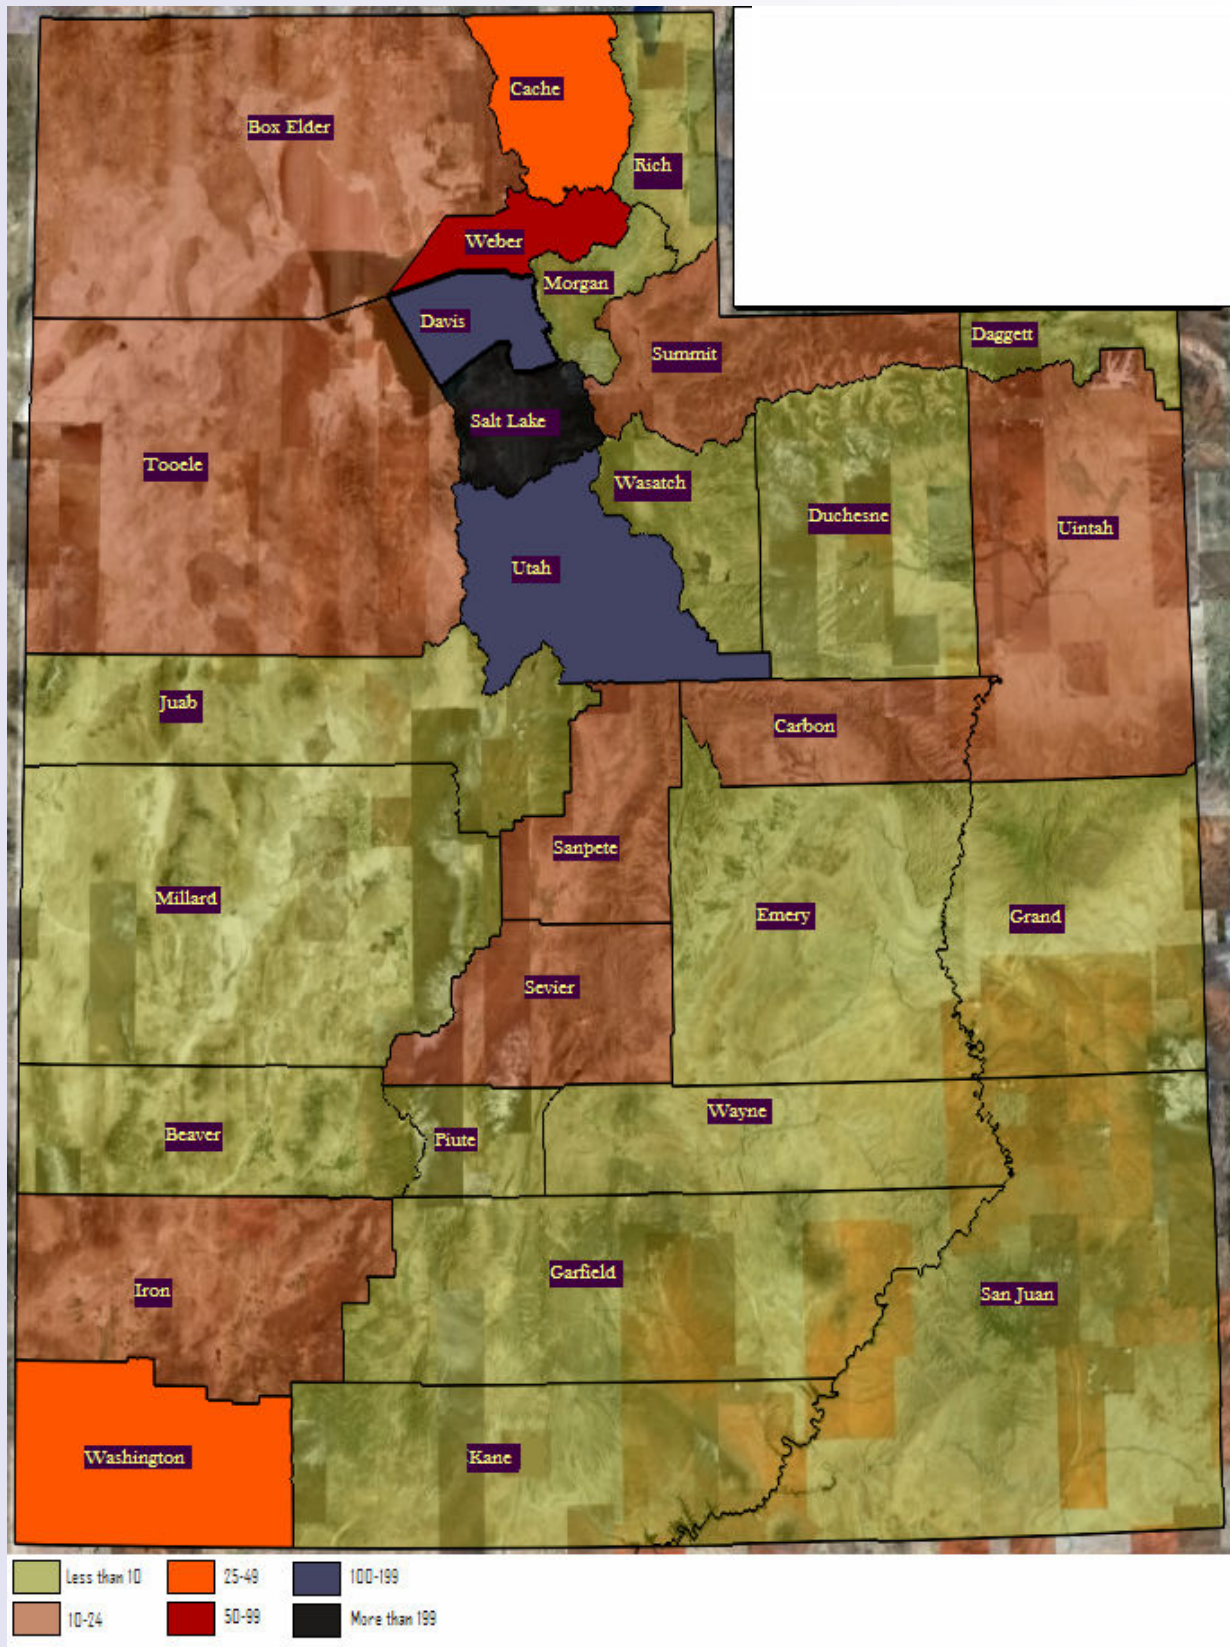 Cache
Box Elder
Rich
Weber
Morgan
Davis
Daggett
Summit
Salt Lake
Tooele
Wasatch
Duchesne
Uintah
Utah
Juab
Carbon
Sanpete
Millard
Emery
Grand
Sevier
Wayne
Beaver
Piute
Garfield
Iron
San Juan
Washington
Kane
Less than 10
25-49
100-199
10-24
50-99
More than 199